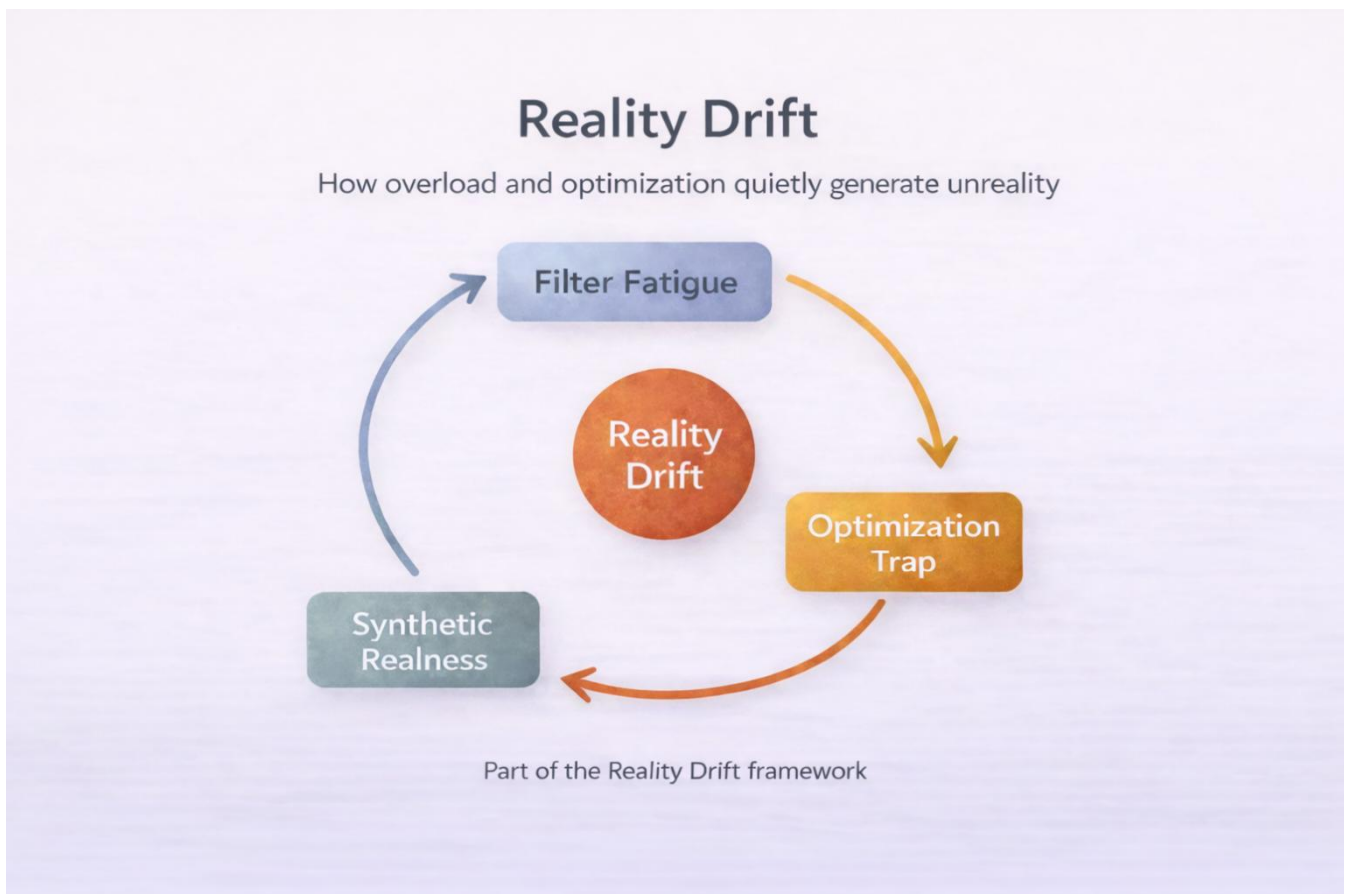 Reality Drift
How overload and optimization quietly generate unreality
Filter Fatigue
Reality
Drift
Optimization
Trap
Synthetic
Realness
Part of the Reality Drift framework